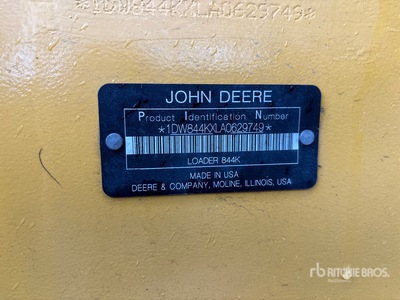 *1DW844KXLA0629749*
JOHN DEERE
Product Identification Number
*1DW844KXLA0629749*
LOADER 844K
MADE IN USA
DEERE & COMPANY, MOLINE, ILLINOIS, USA
rb RITCHIE BROS.